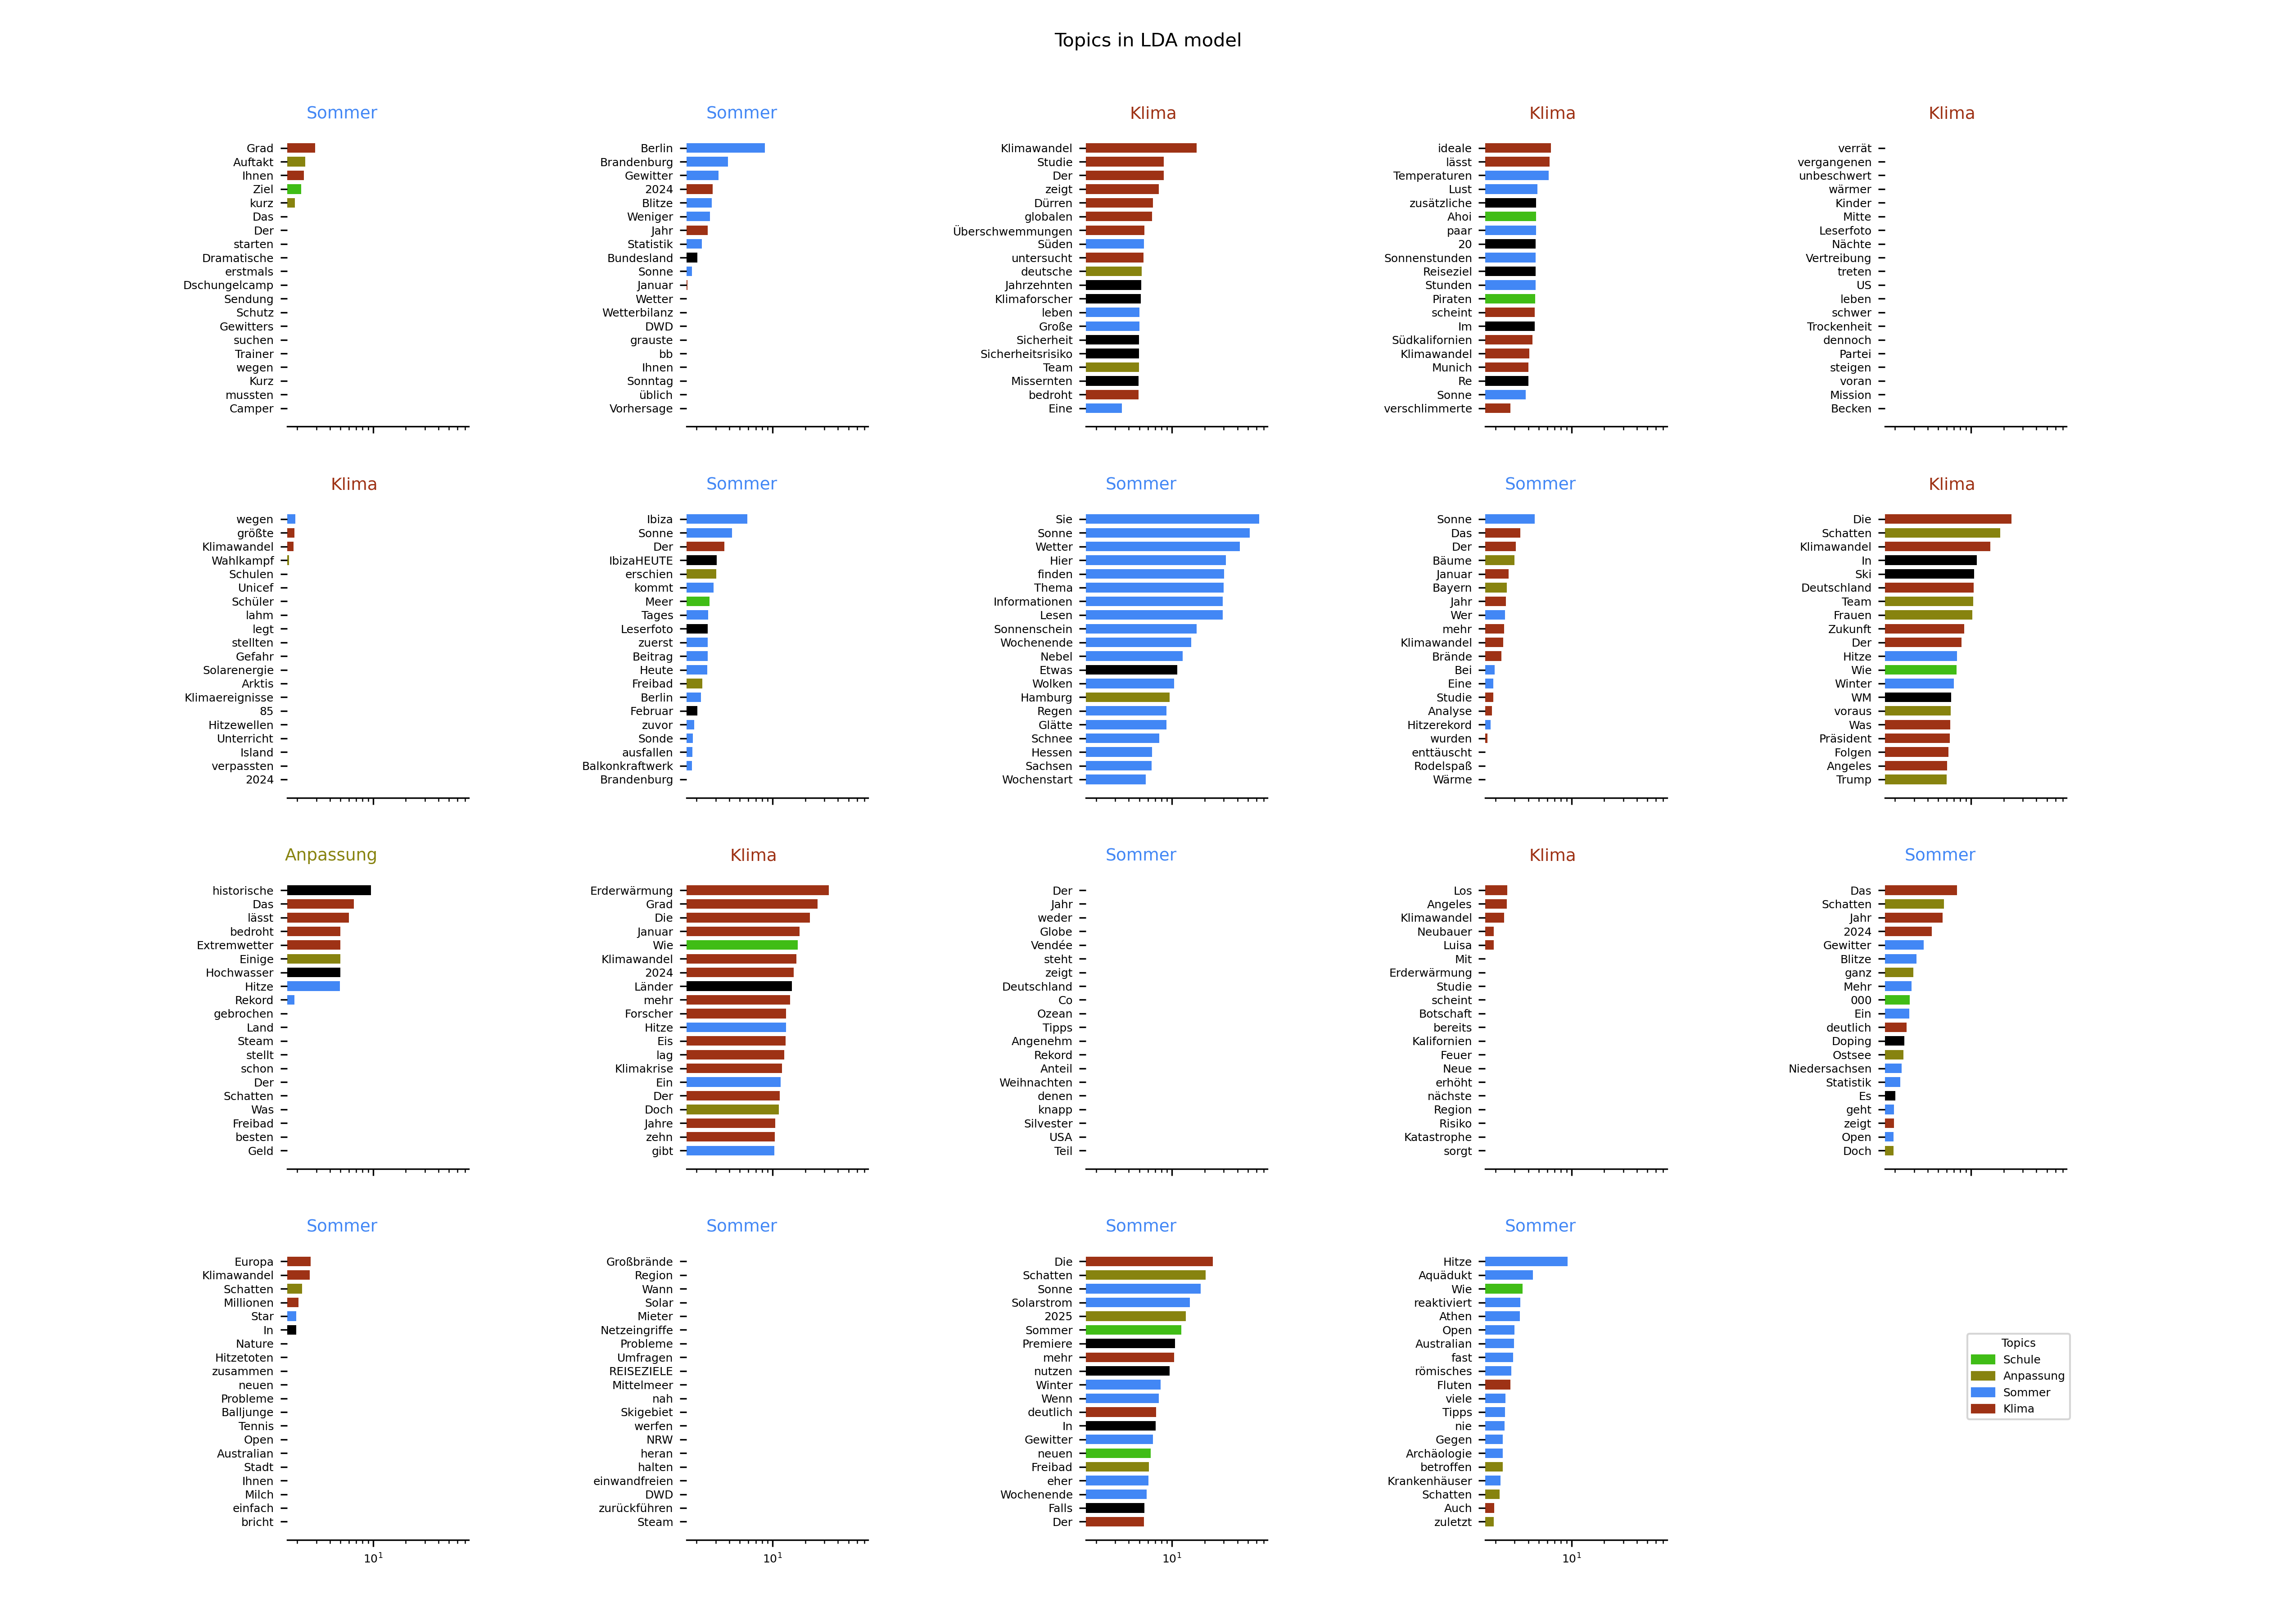 Topics in LDA model
Sommer
Grad
Auftakt
Ihnen
Ziel
kurz
Das
Der
starten
Dramatische
erstmals
Dschungelcamp
Sendung
Schutz
Gewitters
suchen
Trainer
wegen
Kurz
mussten
Camper
Sommer
Berlin
Brandenburg
Gewitter
2024
Blitze
Weniger
Jahr
Statistik
Bundesland
Sonne
Januar
Wetter
Wetterbilanz
DWD
grauste
bb
Ihnen
Sonntag
üblich
Vorhersage
Klima
Klimawandel
Studie
Der
zeigt
Dürren
globalen
Überschwemmungen
Süden
untersucht
deutsche
Jahrzehnten
Klimaforscher
leben
Große
Sicherheit
Sicherheitsrisiko
Team
Missernten
bedroht
Eine
Klima
ideale
lässt
Temperaturen
Lust
zusätzliche
Ahoi
paar
20
Sonnenstunden
Reiseziel
Stunden
Piraten
scheint
Im
Südkalifornien
Klimawandel
Munich
Re
Sonne
verschlimmerte
Klima
verrät
vergangenen
unbeschwert
wärmer
Kinder
Mitte
Leserfoto
Nächte
Vertreibung
treten
US
leben
schwer
Trockenheit
dennoch
Partei
steigen
voran
Mission
Becken
Klima
wegen
größte
Klimawandel
Wahlkampf
Schulen
Unicef
Schüler
lahm
legt
stellten
Gefahr
Solarenergie
Arktis
Klimaereignisse
85
Hitzewellen
Unterricht
Island
verpassten
2024
Sommer
Ibiza
Sonne
Der
IbizaHEUTE
erschien
kommt
Meer
Tages
Leserfoto
zuerst
Beitrag
Heute
Freibad
Berlin
Februar
zuvor
Sonde
ausfallen
Balkonkraftwerk
Brandenburg
Sommer
Sie
Sonne
Wetter
Hier
finden
Thema
Informationen
Lesen
Sonnenschein
Wochenende
Nebel
Etwas
Wolken
Hamburg
Regen
Glätte
Schnee
Hessen
Sachsen
Wochenstart
Sommer
Sonne
Das
Der
Bäume
Januar
Bayern
Jahr
Wer
mehr
Klimawandel
Brände
Bei
Eine
Studie
Analyse
Hitzerekord
wurden
enttäuscht
Rodelspaß
Wärme
Klima
Die
Schatten
Klimawandel
In
Ski
Deutschland
Team
Frauen
Zukunft
Der
Hitze
Wie
Winter
WM
voraus
Was
Präsident
Folgen
Angeles
Trump
Anpassung
historische
Das
lässt
bedroht
Extremwetter
Einige
Hochwasser
Hitze
Rekord
gebrochen
Land
Steam
stellt
schon
Der
Schatten
Was
Freibad
besten
Geld
Klima
Erderwärmung
Grad
Die
Januar
Wie
Klimawandel
2024
Länder
mehr
Forscher
Hitze
Eis
lag
Klimakrise
Ein
Der
Doch
Jahre
zehn
gibt
Sommer
Der
Jahr
weder
Globe
Vendée
steht
zeigt
Deutschland
Co
Ozean
Tipps
Angenehm
Rekord
Anteil
Weihnachten
denen
knapp
Silvester
USA
Teil
Klima
Los
Angeles
Klimawandel
Neubauer
Luisa
Mit
Erderwärmung
Studie
scheint
Botschaft
bereits
Kalifornien
Feuer
Neue
erhöht
nächste
Region
Risiko
Katastrophe
sorgt
Sommer
Das
Schatten
Jahr
2024
Gewitter
Blitze
ganz
Mehr
000
Ein
deutlich
Doping
Ostsee
Niedersachsen
Statistik
Es
geht
zeigt
Open
Doch
Sommer
Europa
Klimawandel
Schatten
Millionen
Star
In
Nature
Hitzetoten
zusammen
neuen
Probleme
Balljunge
Tennis
Open
Australian
Stadt
Ihnen
Milch
einfach
bricht
10¹
Sommer
Großbrände
Region
Wann
Solar
Mieter
Netzeingriffe
Probleme
Umfragen
REISEZIELE
Mittelmeer
nah
Skigebiet
werfen
NRW
heran
halten
einwandfreien
DWD
zurückführen
Steam
10¹
Sommer
Die
Schatten
Sonne
Solarstrom
2025
Sommer
Premiere
mehr
nutzen
Winter
Wenn
deutlich
In
Gewitter
neuen
Freibad
eher
Wochenende
Falls
Der
10¹
Sommer
Hitze
Aquädukt
Wie
reaktiviert
Athen
Open
Australian
fast
römisches
Fluten
viele
Tipps
nie
Gegen
Archäologie
betroffen
Krankenhäuser
Schatten
Auch
zuletzt
10¹
Topics
Schule
Anpassung
Sommer
Klima